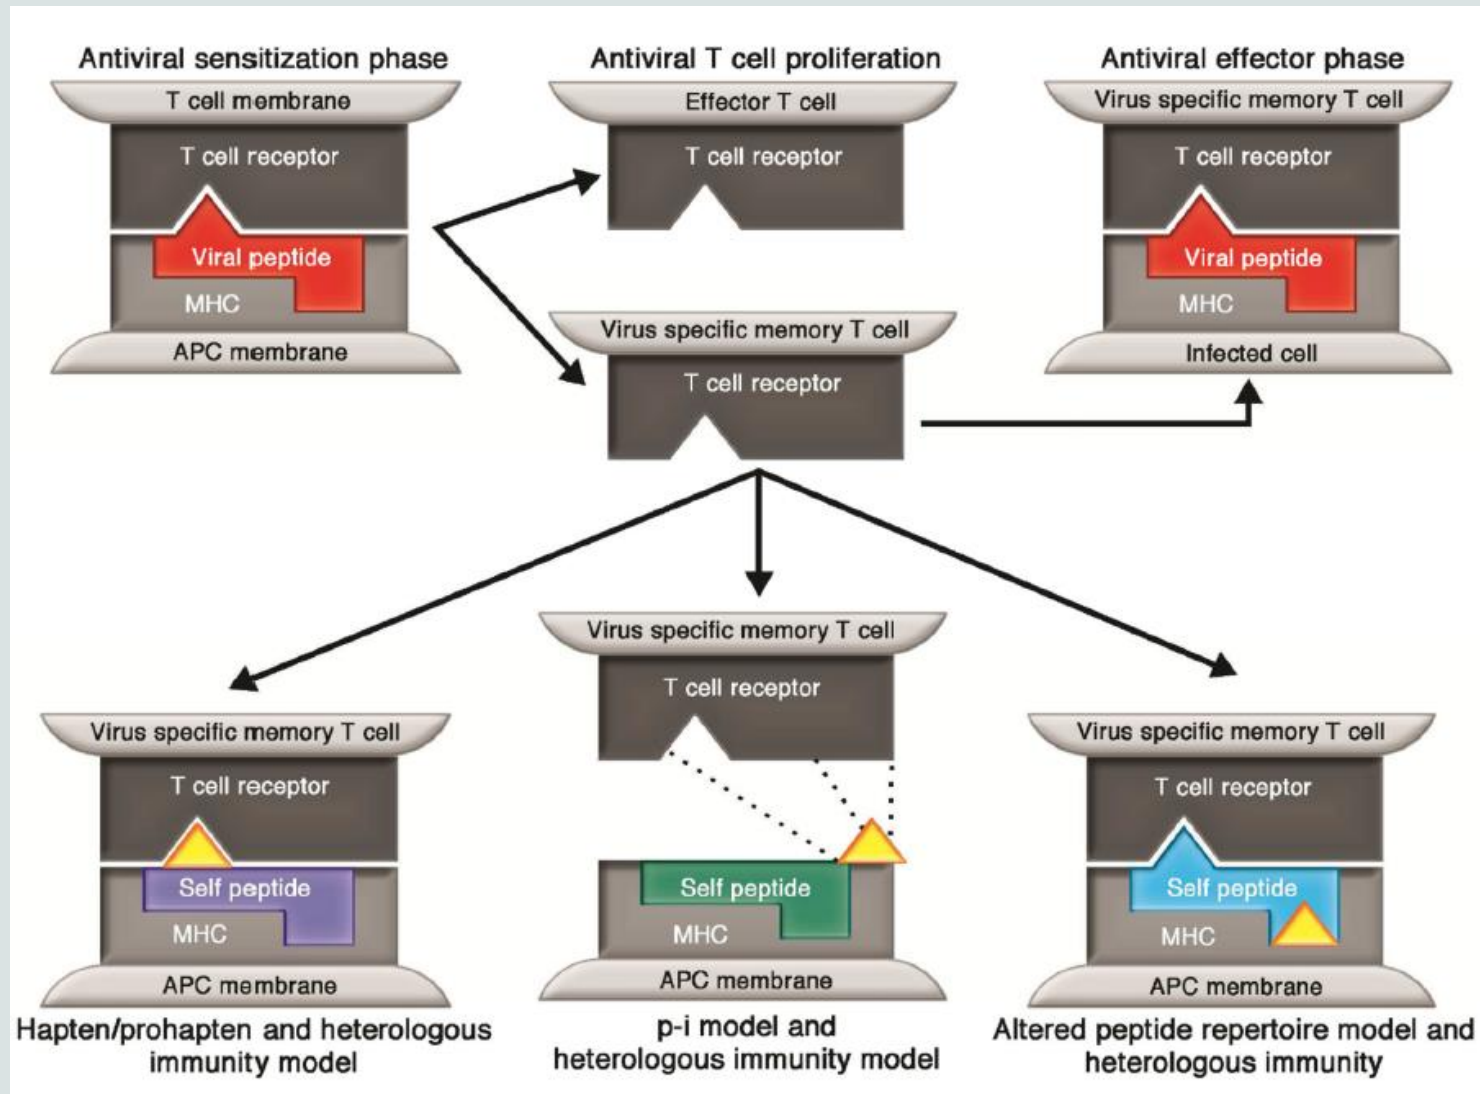 Antiviral sensitization phase
T cell membrane
T cell receptor
Viral peptide
MHC
APC membrane
Antiviral T cell proliferation
Effector T cell
T cell receptor
Virus specific memory T cell
T cell receptor
Antiviral effector phase
Virus specific memory T cell
T cell receptor
Viral peptide
MHC
Infected cell
Virus specific memory T cell
T cell receptor
Self peptide
MHC
APC membrane
Hapten/prohapten and heterologous
immunity model
Virus specific memory T cell
T cell receptor
Self peptide
MHC
APC membrane
p-i model and
heterologous immunity model
Virus specific memory T cell
T cell receptor
Self peptide
MHC
APC membrane
Altered peptide repertoire model and
heterologous immunity